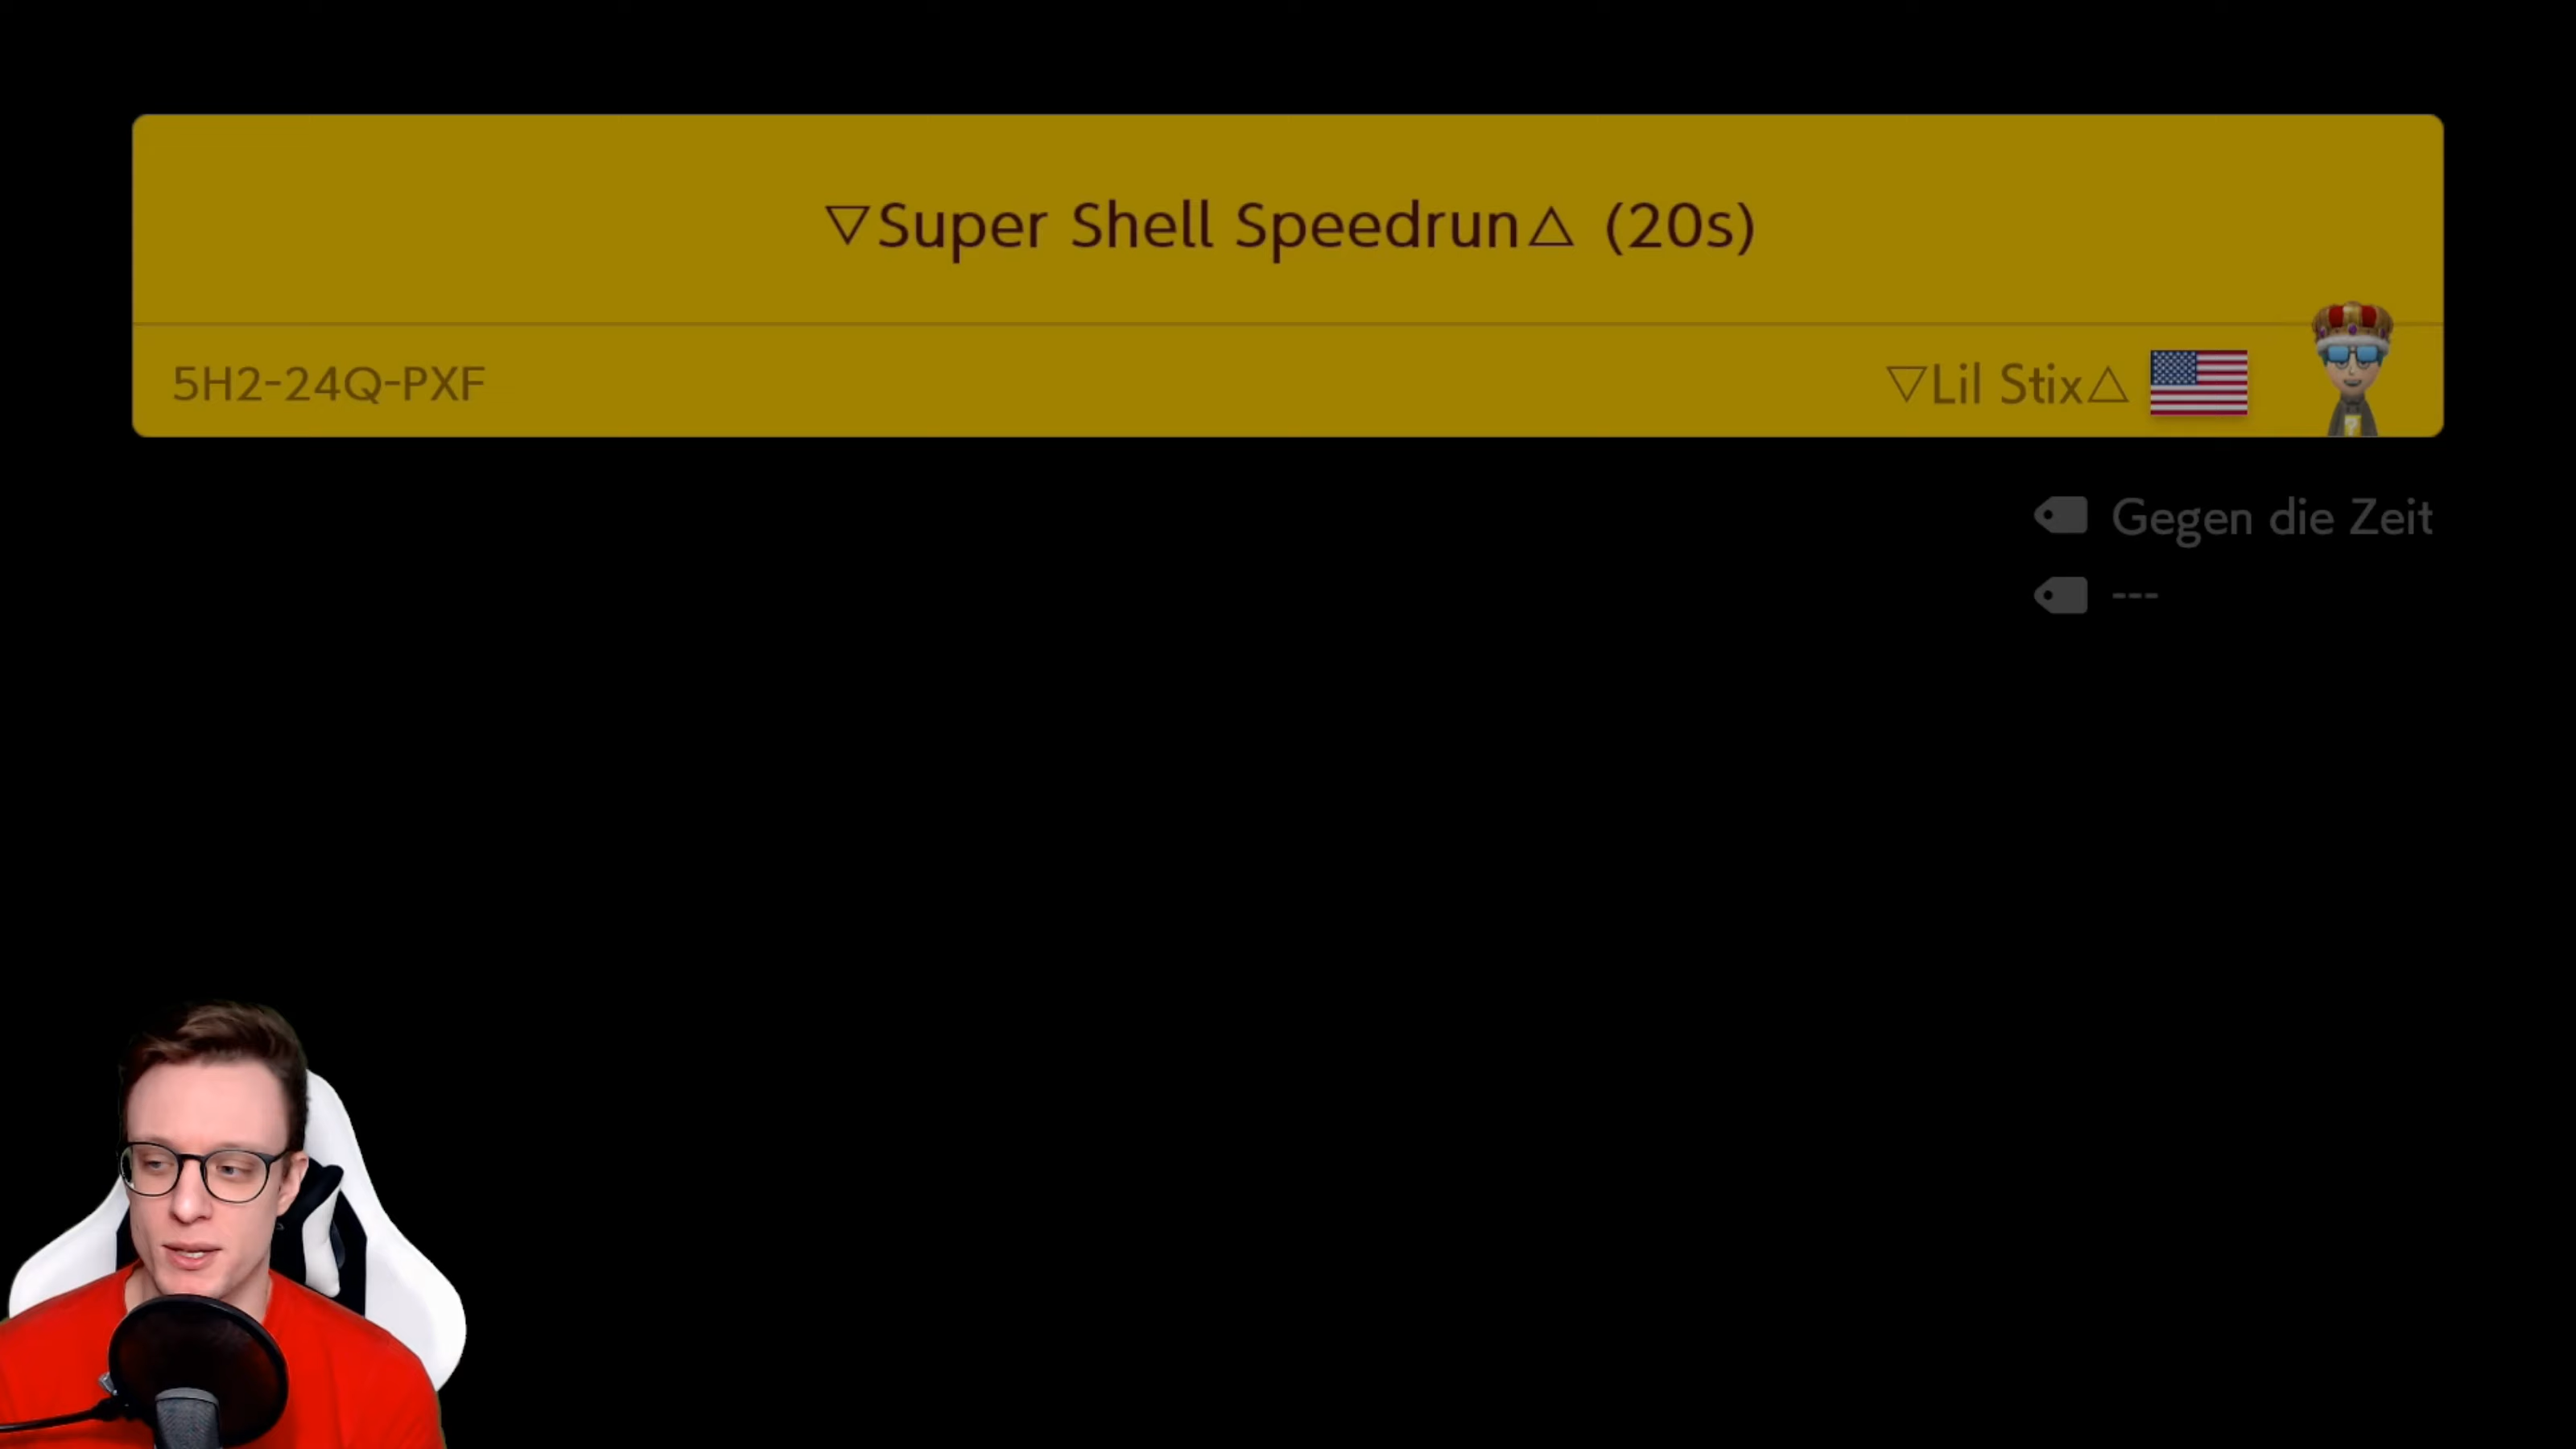 ▽Super Shell Speedrun△ (20s)
5H2-24Q-PXF
▽Lil Stix△
Gegen die Zeit
---